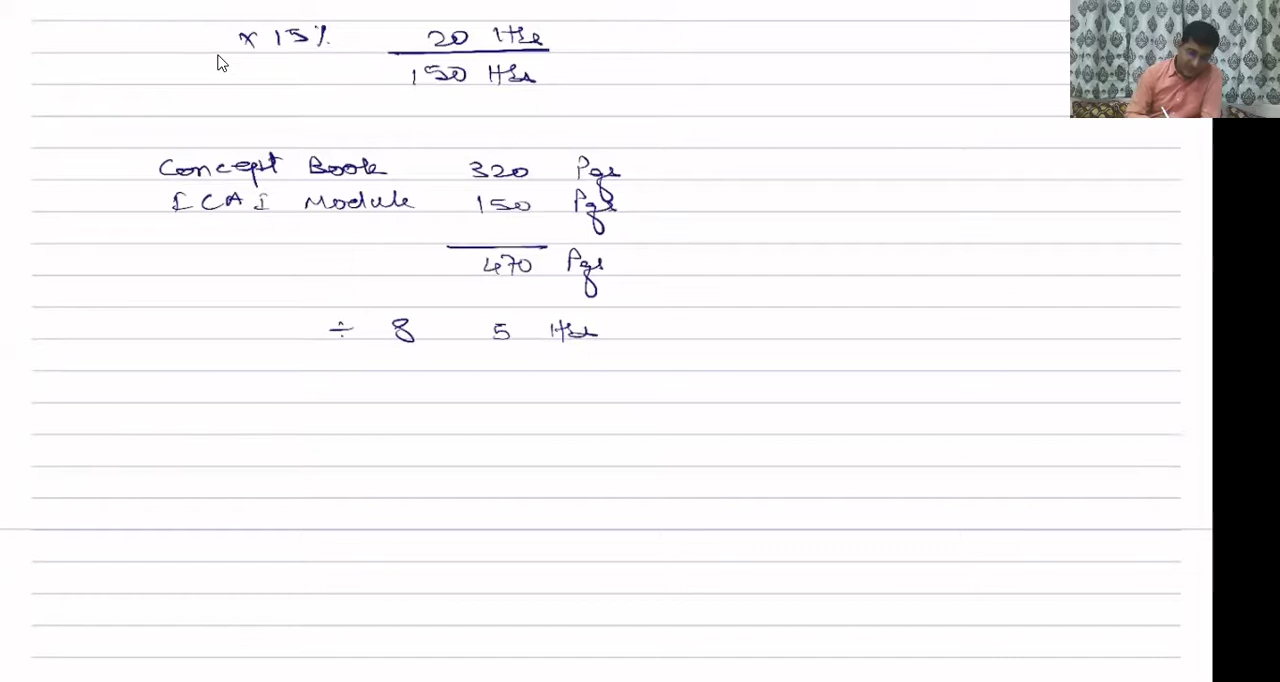 × 15% 20 Hrs
150 Hrs
Concept Book 320 Pgs
ICAI Module 150 Pgs
470 Pgs
÷ 8 5 Hrs